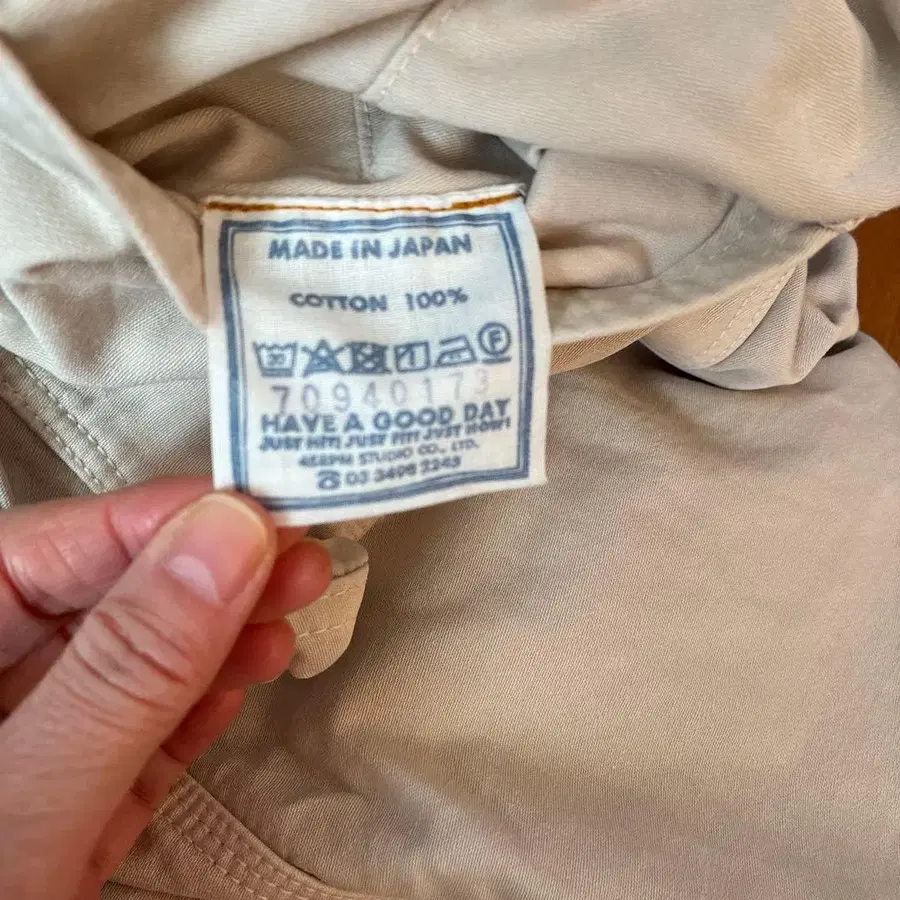 MADE IN JAPAN
COTTON 100%
30 F
70940173
HAVE A GOOD DAY
JUST HIT! JUST FIT! JUST NOW!
45RPM STUDIO CO., LTD.
☎ 03 3498 2245